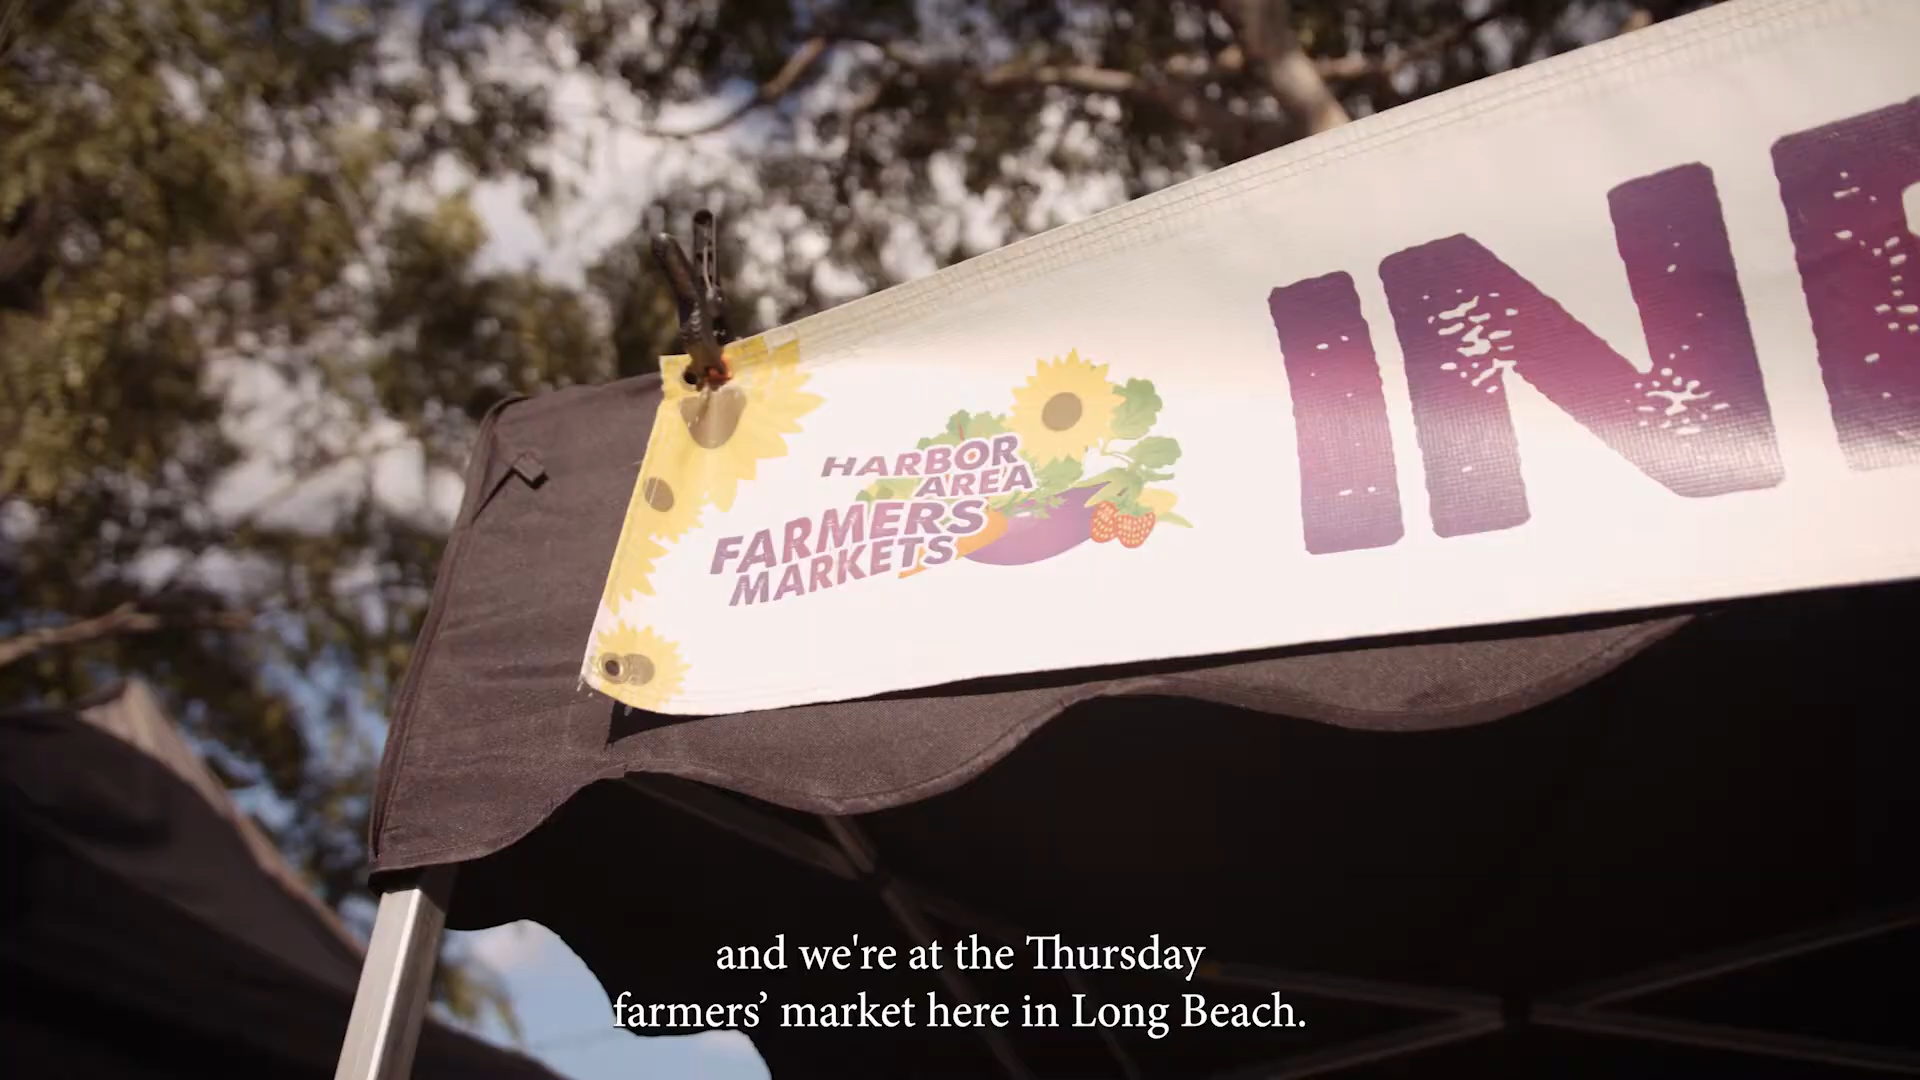 HARBOR
AREA
FARMERS
MARKETS
IN
and we're at the Thursday
farmers’ market here in Long Beach.